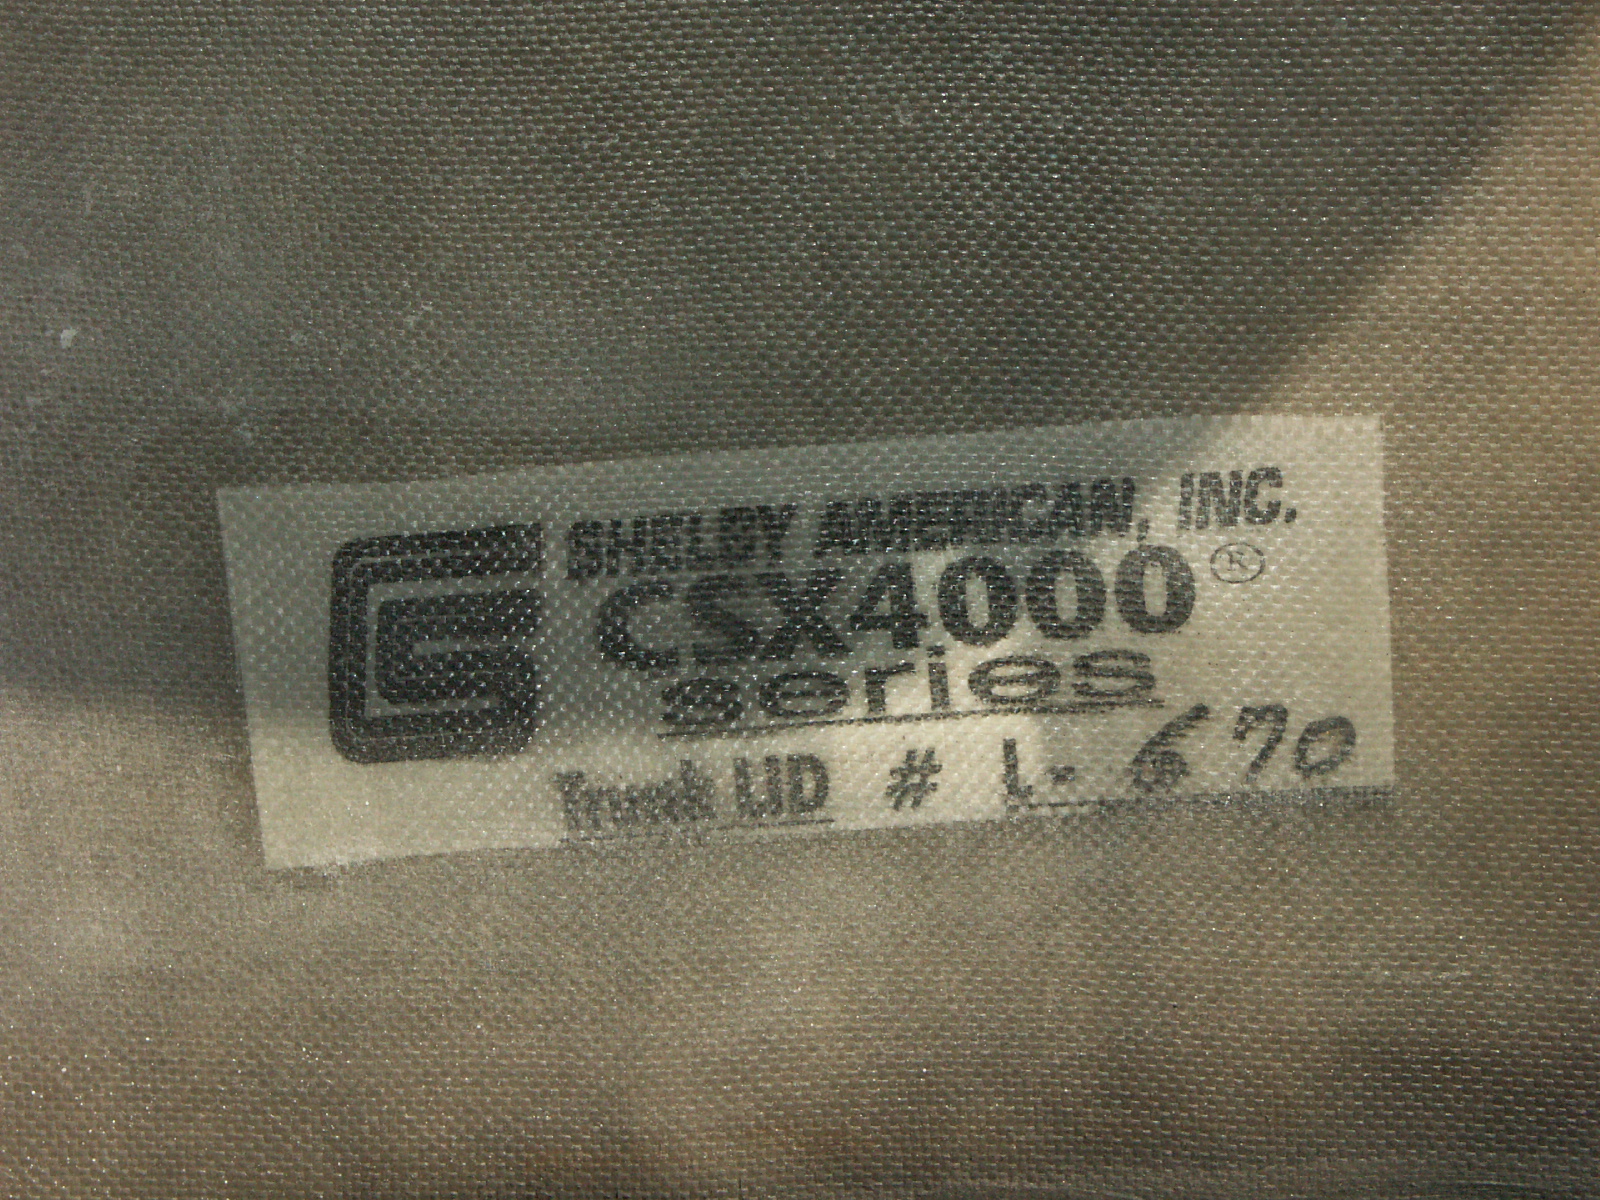 SHELBY AMERICAN, INC.
CSX4000®
series
Trunk LID # L- 670